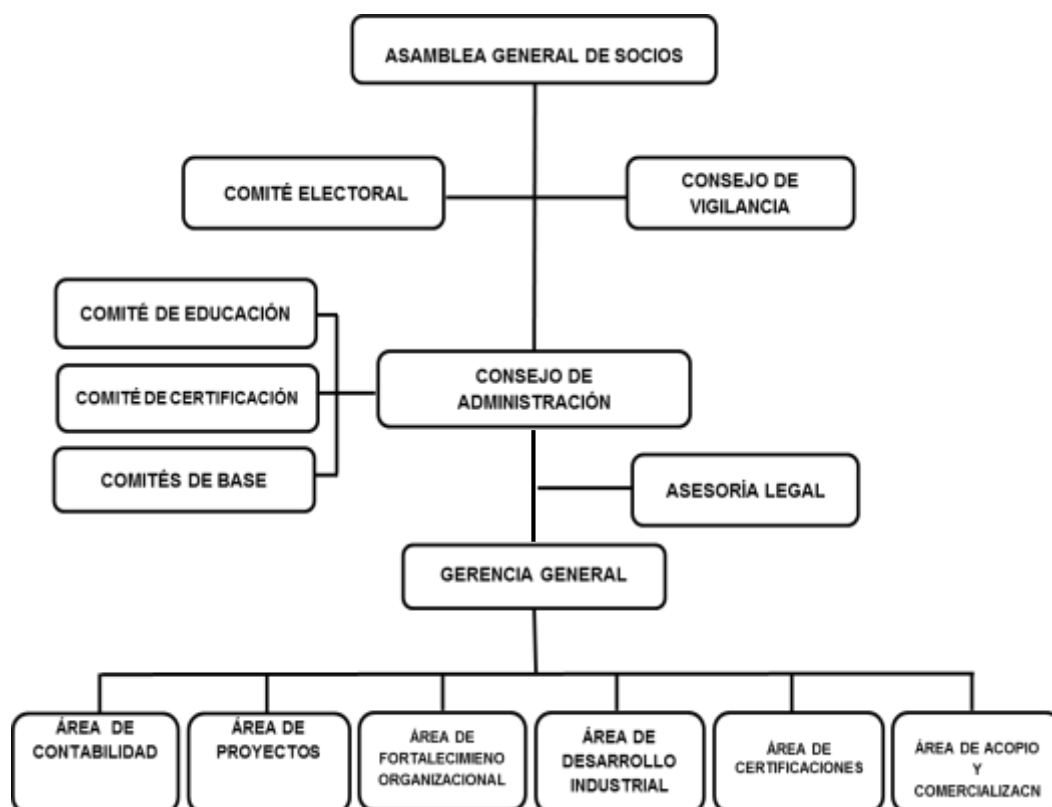 ASAMBLEA GENERAL DE SOCIOS
COMITÉ ELECTORAL
CONSEJO DE
VIGILANCIA
COMITÉ DE EDUCACIÓN
COMITÉ DE CERTIFICACIÓN
COMITÉS DE BASE
CONSEJO DE
ADMINISTRACIÓN
ASESORÍA LEGAL
GERENCIA GENERAL
ÁREA DE
CONTABILIDAD
ÁREA DE
PROYECTOS
ÁREA DE
FORTALECIMIENO
ORGANIZACIONAL
ÁREA DE
DESARROLLO
INDUSTRIAL
ÁREA DE
CERTIFICACIONES
ÁREA DE ACOPIO
Y
COMERCIALIZACN